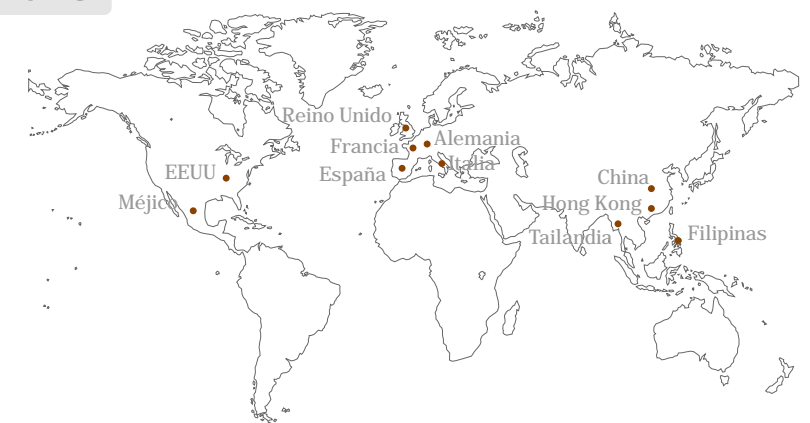 Reino Unido
Francia
Alemania
Italia
España
EEUU
Méjico
China
Hong Kong
Tailandia
Filipinas